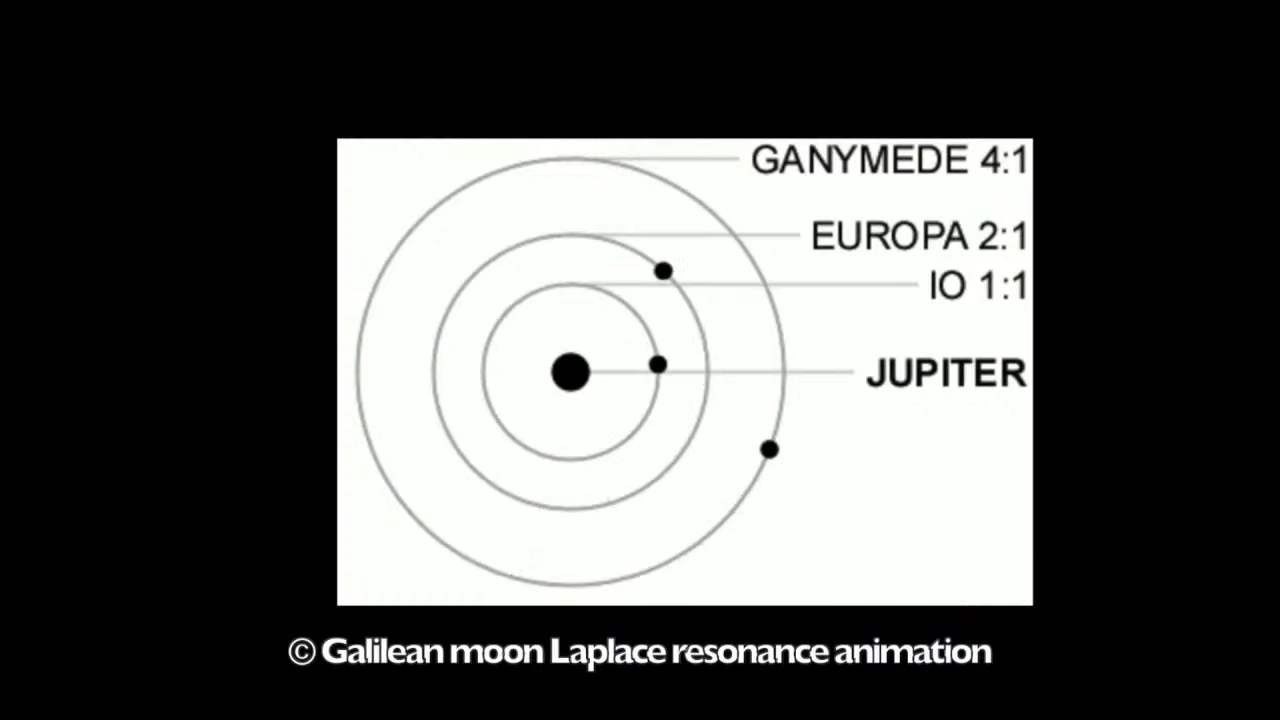 GANYMEDE 4:1
EUROPA 2:1
IO 1:1
JUPITER
© Galilean moon Laplace resonance animation